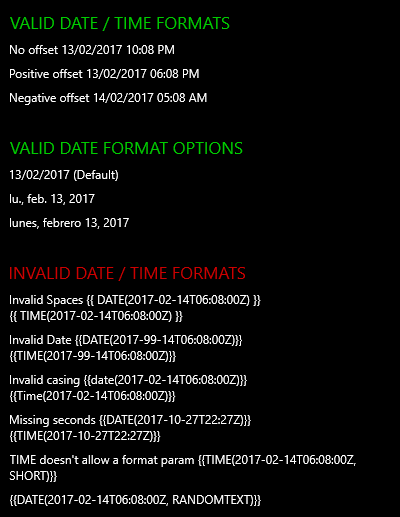 VALID DATE / TIME FORMATS
No offset 13/02/2017 10:08 PM
Positive offset 13/02/2017 06:08 PM
Negative offset 14/02/2017 05:08 AM
VALID DATE FORMAT OPTIONS
13/02/2017 (Default)
lu., feb. 13, 2017
lunes, febrero 13, 2017
INVALID DATE / TIME FORMATS
Invalid Spaces {{ DATE(2017-02-14T06:08:00Z) }}
{{ TIME(2017-02-14T06:08:00Z) }}
Invalid Date {{DATE(2017-99-14T06:08:00Z)}}
{{TIME(2017-99-14T06:08:00Z)}}
Invalid casing {{date(2017-02-14T06:08:00Z)}}
{{Time(2017-02-14T06:08:00Z)}}
Missing seconds {{DATE(2017-10-27T22:27Z)}}
{{TIME(2017-10-27T22:27Z)}}
TIME doesn't allow a format param {{TIME(2017-02-14T06:08:00Z,
SHORT)}}
{{DATE(2017-02-14T06:08:00Z, RANDOMTEXT)}}